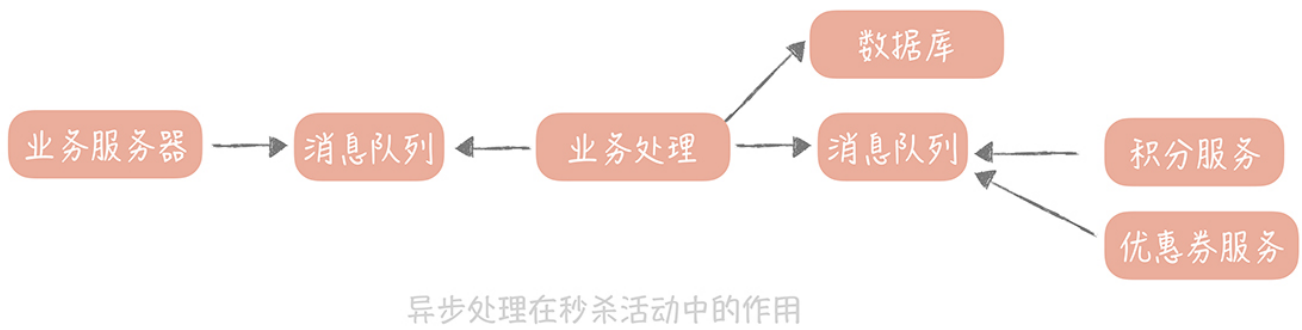 数据库
业务服务器
消息队列
业务处理
消息队列
积分服务
优惠券服务
异步处理在秒杀活动中的作用